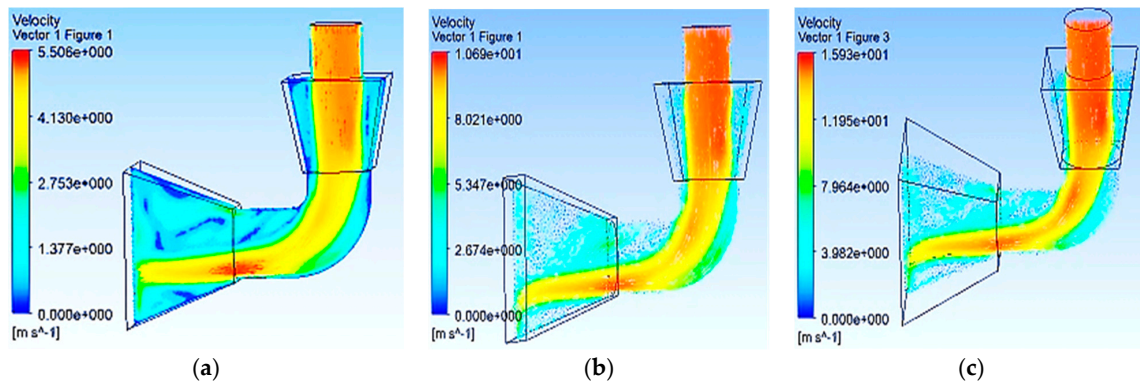 Velocity
Vector 1 Figure 1
5.506e+000
4.130e+000
2.753e+000
1.377e+000
0.000e+000
[m s^-1]
(a)
Velocity
Vector 1 Figure 1
1.069e+001
8.021e+000
5.347e+000
2.674e+000
0.000e+000
[m s^-1]
(b)
Velocity
Vector 1 Figure 3
1.593e+001
1.195e+001
7.964e+000
3.982e+000
0.000e+000
[m s^-1]
(c)